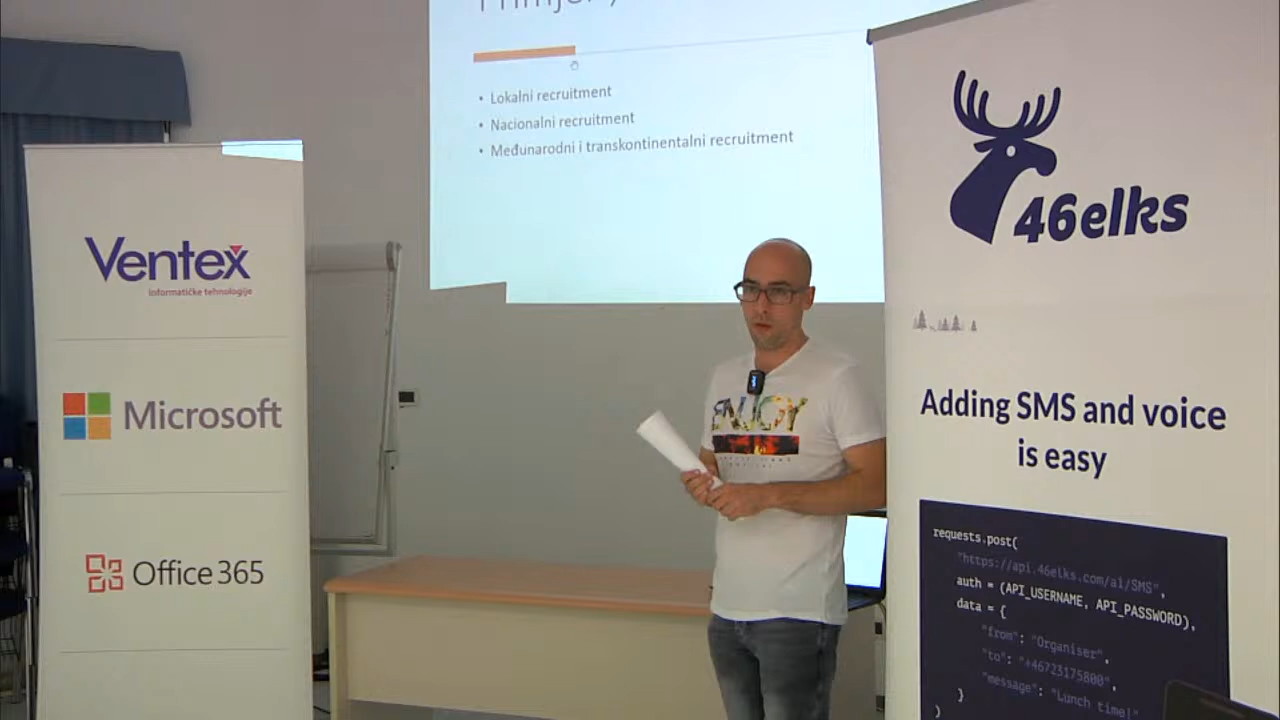 • Lokalni recruitment
• Nacionalni recruitment
• Međunarodni i transkontinentalni recruitment
Ventex
informatičke tehnologije
Microsoft
Office 365
ENJOY
46elks
Adding SMS and voice
is easy
requests.post(
"https://api.46elks.com/a1/SMS",
auth = (API_USERNAME, API_PASSWORD),
data = {
"from": "Organiser",
"to": "+46723175800",
"message": "Lunch time!"
}
)